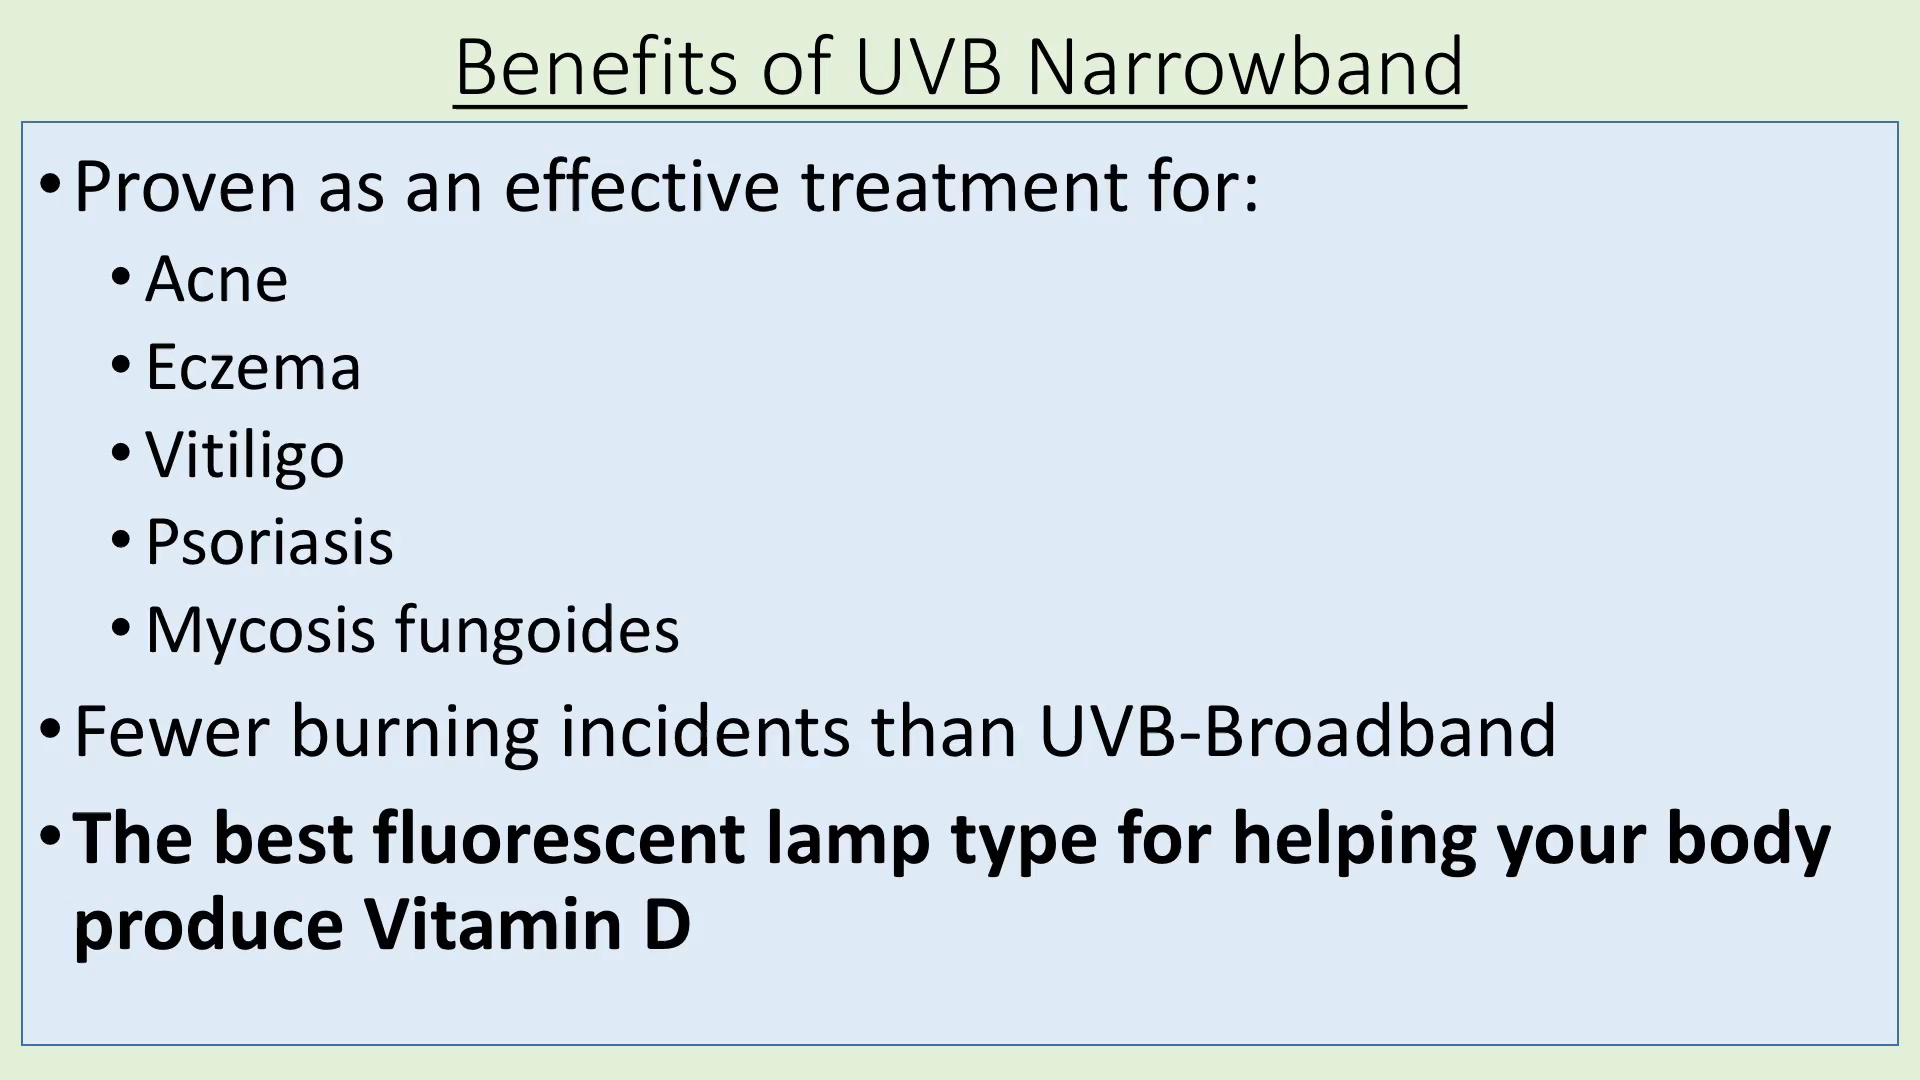 Benefits of UVB Narrowband
• Proven as an effective treatment for:
• Acne
• Eczema
• Vitiligo
• Psoriasis
• Mycosis fungoides
• Fewer burning incidents than UVB-Broadband
• The best fluorescent lamp type for helping your body
produce Vitamin D